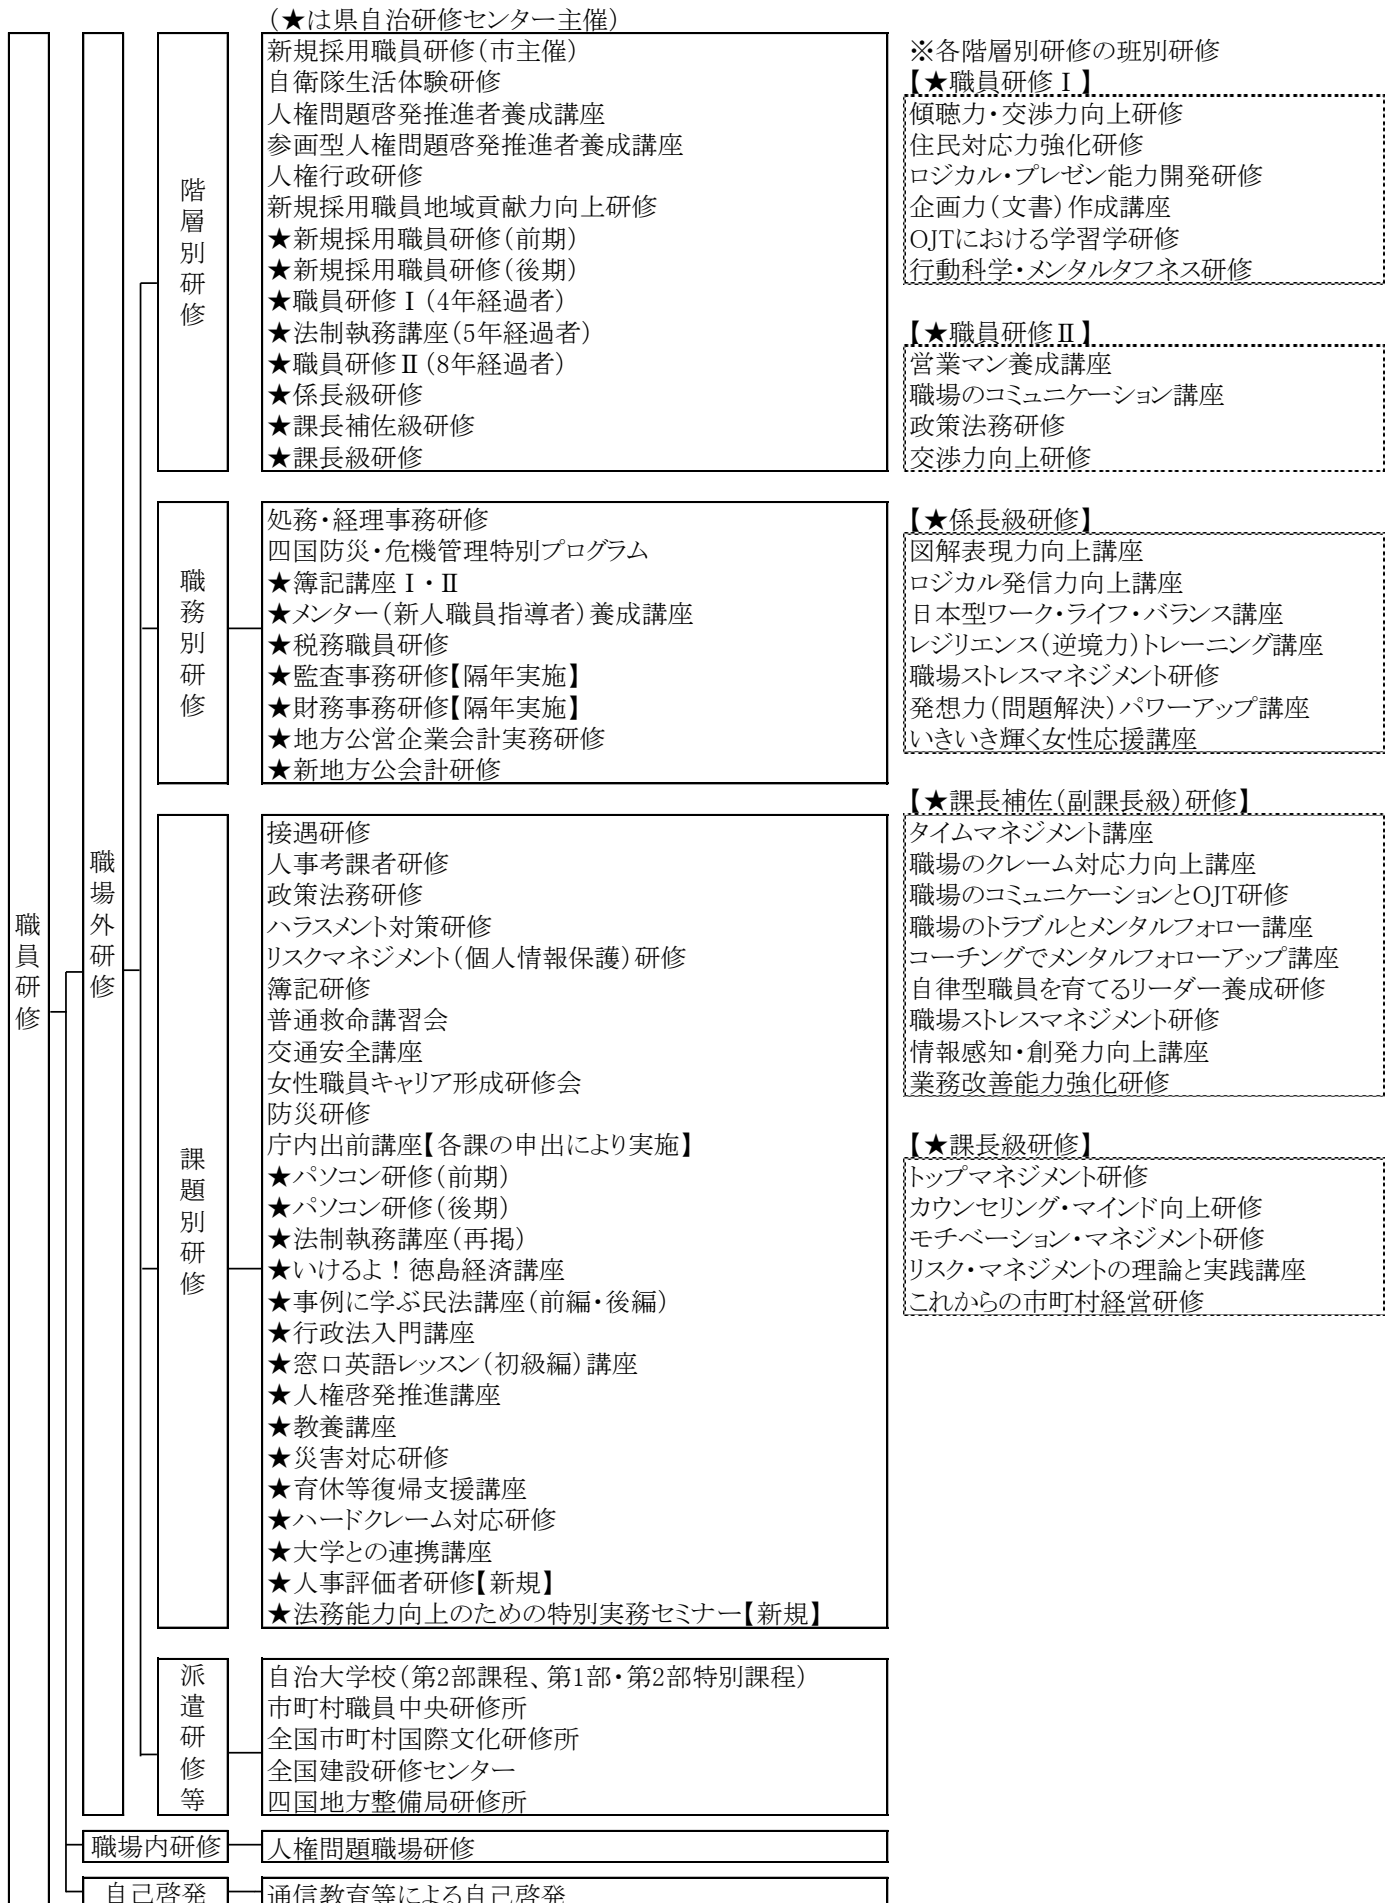 (★は県自治研修センター主催)
職員研修
職場外研修
階層別研修
新規採用職員研修(市主催)
自衛隊生活体験研修
人権問題啓発推進者養成講座
参画型人権問題啓発推進者養成講座
人権行政研修
新規採用職員地域貢献力向上研修
★新規採用職員研修(前期)
★新規採用職員研修(後期)
★職員研修Ⅰ(4年経過者)
★法制執務講座(5年経過者)
★職員研修Ⅱ(8年経過者)
★係長級研修
★課長補佐級研修
★課長級研修
職務別研修
処務・経理事務研修
四国防災・危機管理特別プログラム
★簿記講座Ⅰ・Ⅱ
★メンター(新人職員指導者)養成講座
★税務職員研修
★監査事務研修【隔年実施】
★財務事務研修【隔年実施】
★地方公営企業会計実務研修
★新地方公会計研修
課題別研修
接遇研修
人事考課者研修
政策法務研修
ハラスメント対策研修
リスクマネジメント(個人情報保護)研修
簿記研修
普通救命講習会
交通安全講座
女性職員キャリア形成研修会
防災研修
庁内出前講座【各課の申出により実施】
★パソコン研修(前期)
★パソコン研修(後期)
★法制執務講座(再掲)
★いけるよ!徳島経済講座
★事例に学ぶ民法講座(前編・後編)
★行政法入門講座
★窓口英語レッスン(初級編)講座
★人権啓発推進講座
★教養講座
★災害対応研修
★育休等復帰支援講座
★ハードクレーム対応研修
★大学との連携講座
★人事評価者研修【新規】
★法務能力向上のための特別実務セミナー【新規】
派遣研修等
自治大学校(第2部課程、第1部・第2部特別課程)
市町村職員中央研修所
全国市町村国際文化研修所
全国建設研修センター
四国地方整備局研修所
職場内研修
人権問題職場研修
自己啓発
通信教育等による自己啓発
※各階層別研修の班別研修
【★職員研修Ⅰ】
傾聴力・交渉力向上研修
住民対応力強化研修
ロジカル・プレゼン能力開発研修
企画力(文書)作成講座
OJTにおける学習学研修
行動科学・メンタルタフネス研修
【★職員研修Ⅱ】
営業マン養成講座
職場のコミュニケーション講座
政策法務研修
交渉力向上研修
【★係長級研修】
図解表現力向上講座
ロジカル発信力向上講座
日本型ワーク・ライフ・バランス講座
レジリエンス(逆境力)トレーニング講座
職場ストレスマネジメント研修
発想力(問題解決)パワーアップ講座
いきいき輝く女性応援講座
【★課長補佐(副課長級)研修】
タイムマネジメント講座
職場のクレーム対応力向上講座
職場のコミュニケーションとOJT研修
職場のトラブルとメンタルフォロー講座
コーチングでメンタルフォローアップ講座
自律型職員を育てるリーダー養成研修
職場ストレスマネジメント研修
情報感知・創発力向上講座
業務改善能力強化研修
【★課長級研修】
トップマネジメント研修
カウンセリング・マインド向上研修
モチベーション・マネジメント研修
リスク・マネジメントの理論と実践講座
これからの市町村経営研修